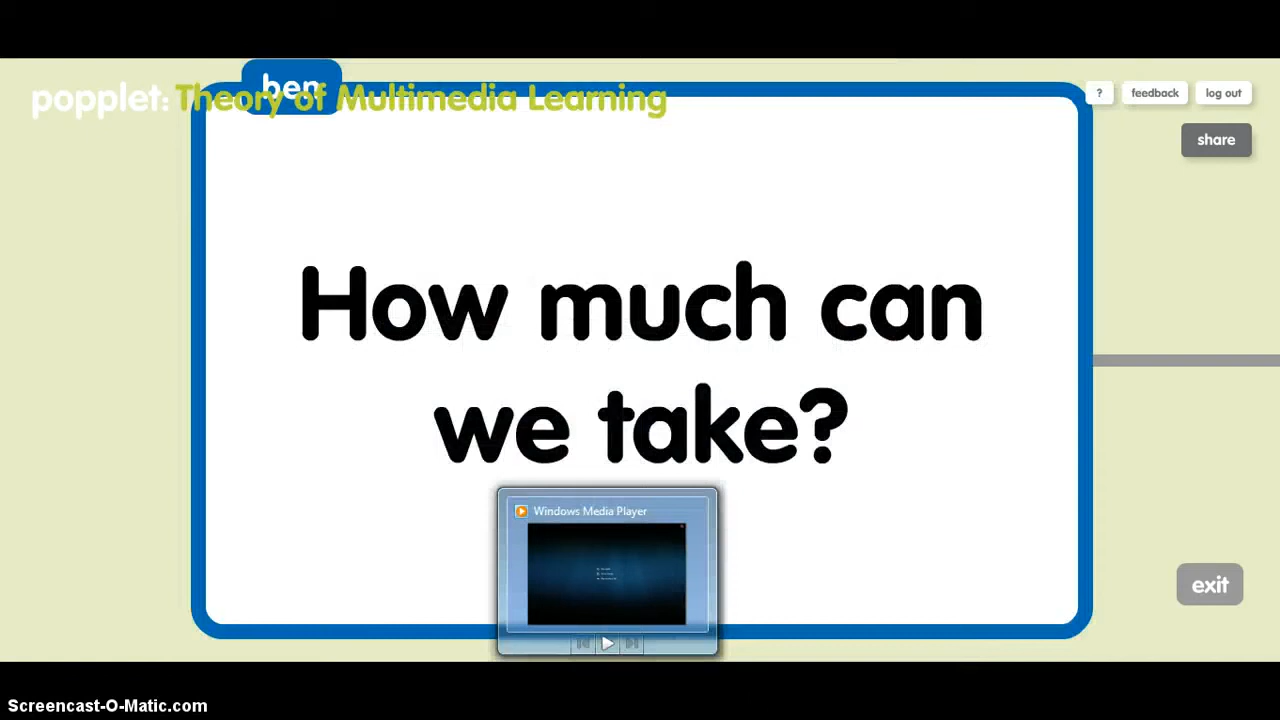 ben
popplet: Theory of Multimedia Learning
? feedback log out
share
How much can
we take?
Windows Media Player
exit
Screencast-O-Matic.com